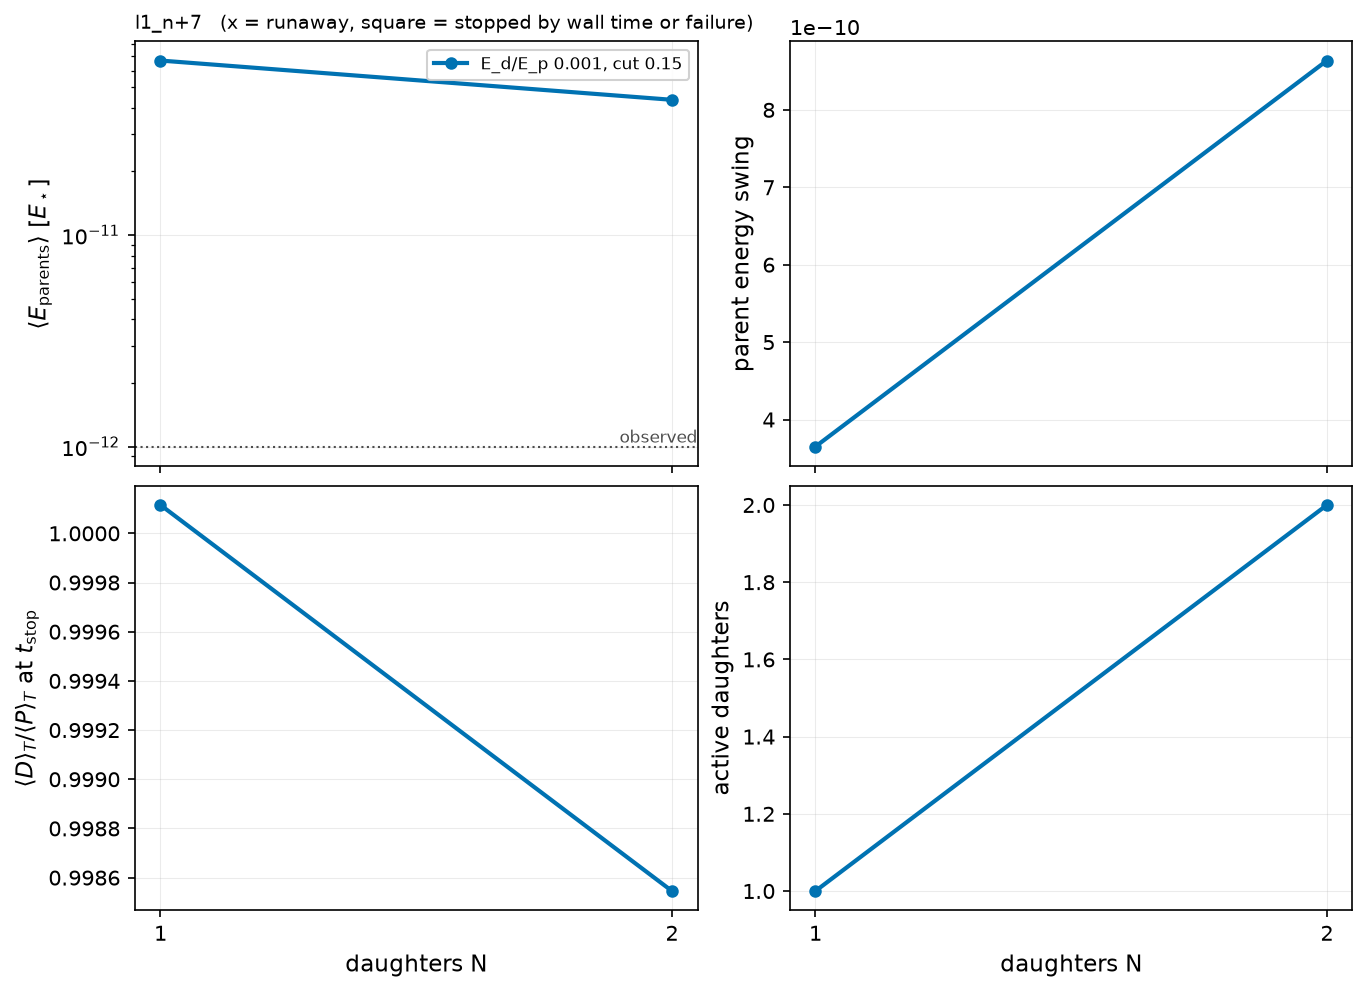 l1_n+7 (x = runaway, square = stopped by wall time or failure)
E_d/E_p 0.001, cut 0.15
⟨E_parents⟩ [E_⋆]
10^−11
10^−12
observed
1e−10
parent energy swing
8
7
6
5
4
⟨D⟩_T/⟨P⟩_T at t_stop
1.0000
0.9998
0.9996
0.9994
0.9992
0.9990
0.9988
0.9986
1
2
daughters N
active daughters
2.0
1.8
1.6
1.4
1.2
1.0
1
2
daughters N